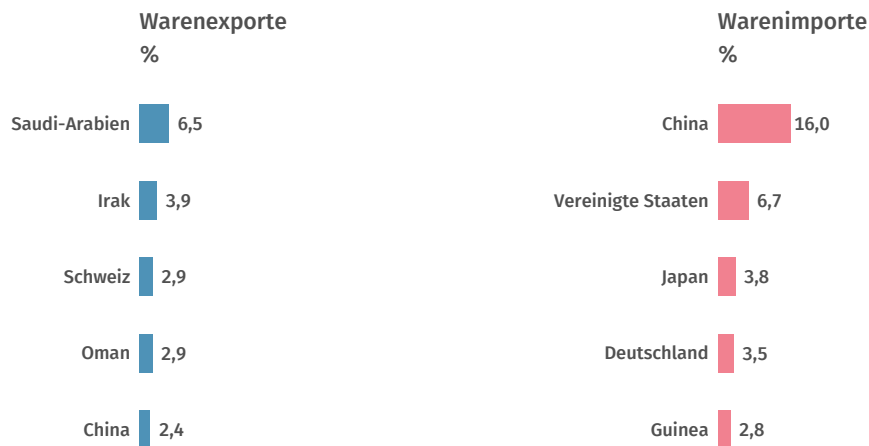 Warenexporte
%
Saudi-Arabien 6,5
Irak 3,9
Schweiz 2,9
Oman 2,9
China 2,4
Warenimporte
%
China 16,0
Vereinigte Staaten 6,7
Japan 3,8
Deutschland 3,5
Guinea 2,8